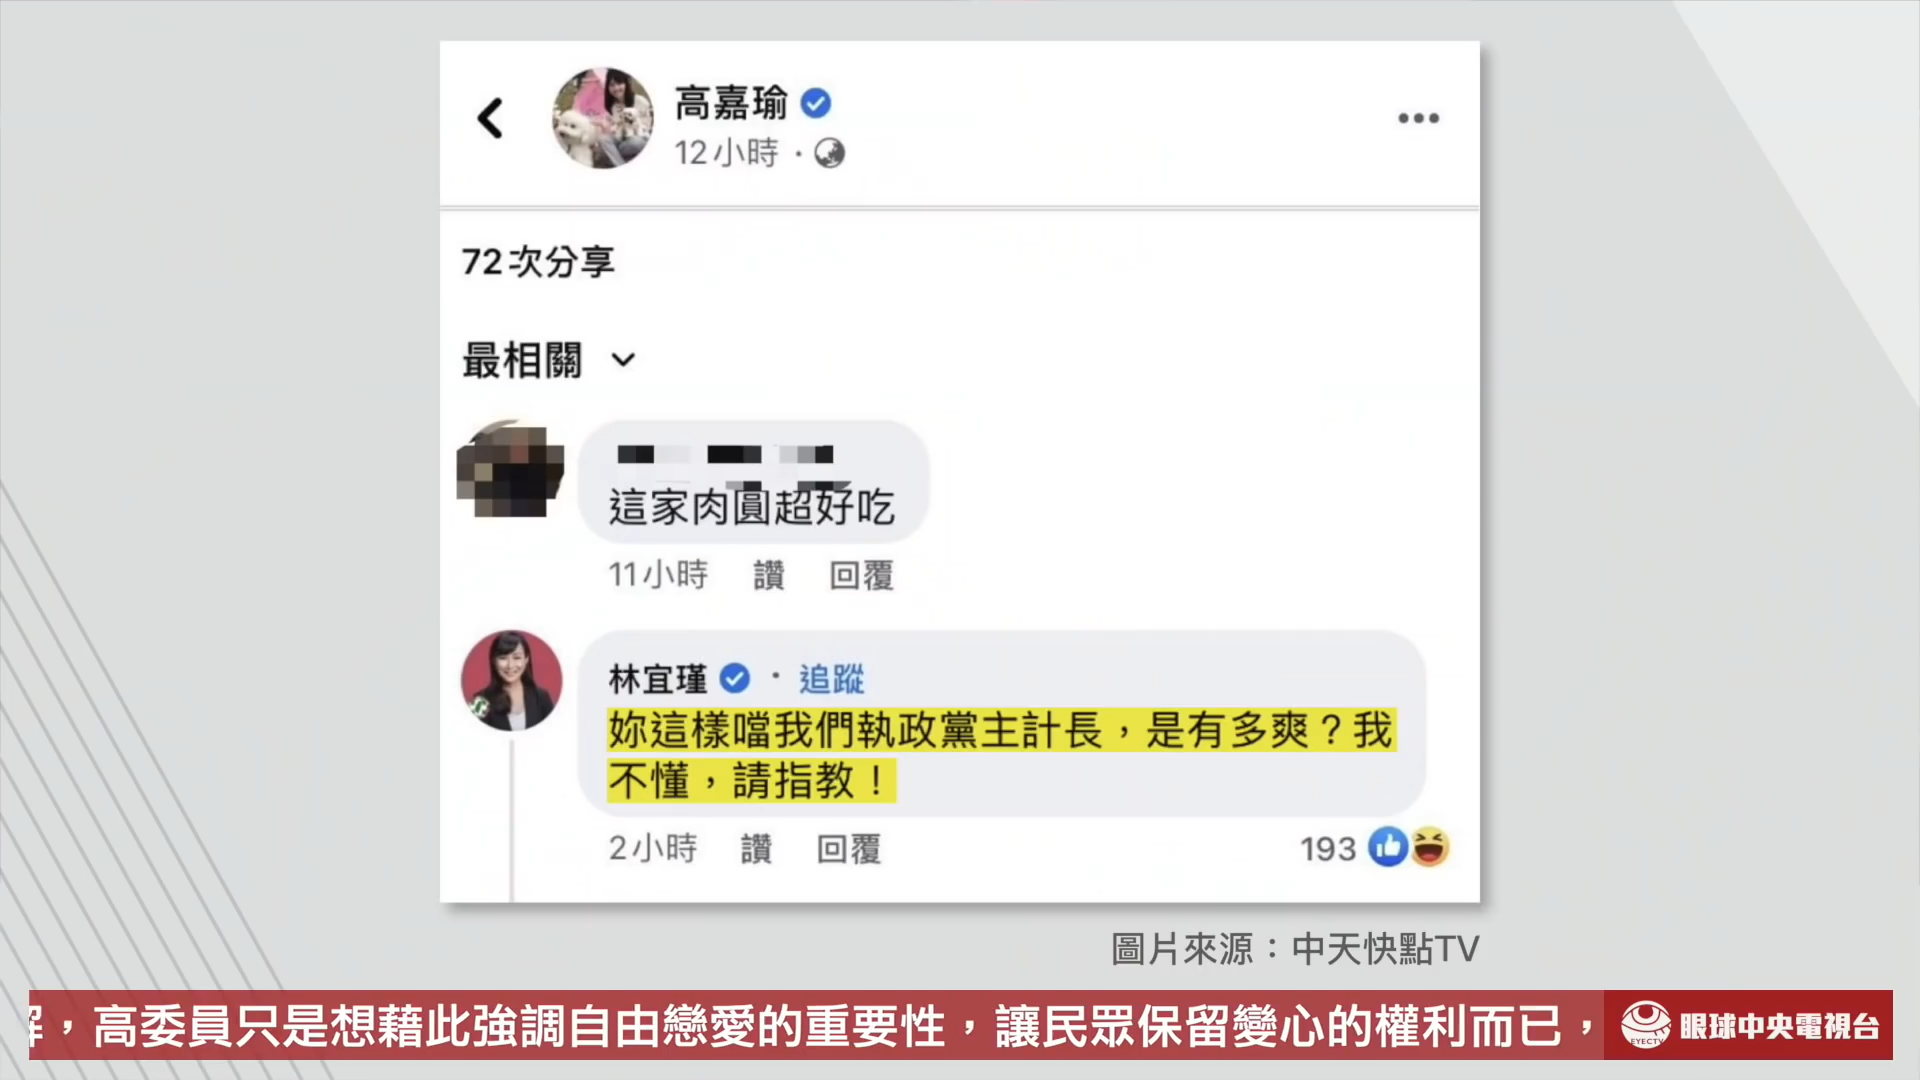 高嘉瑜
12小時 ·
72次分享
最相關
這家肉圓超好吃
11小時 讚 回覆
林宜瑾 · 追蹤
妳這樣噹我們執政黨主計長，是有多爽？我
不懂，請指教！
2小時 讚 回覆 193
圖片來源：中天快點TV
，高委員只是想藉此強調自由戀愛的重要性，讓民眾保留變心的權利而已，
EYECTV 眼球中央電視台